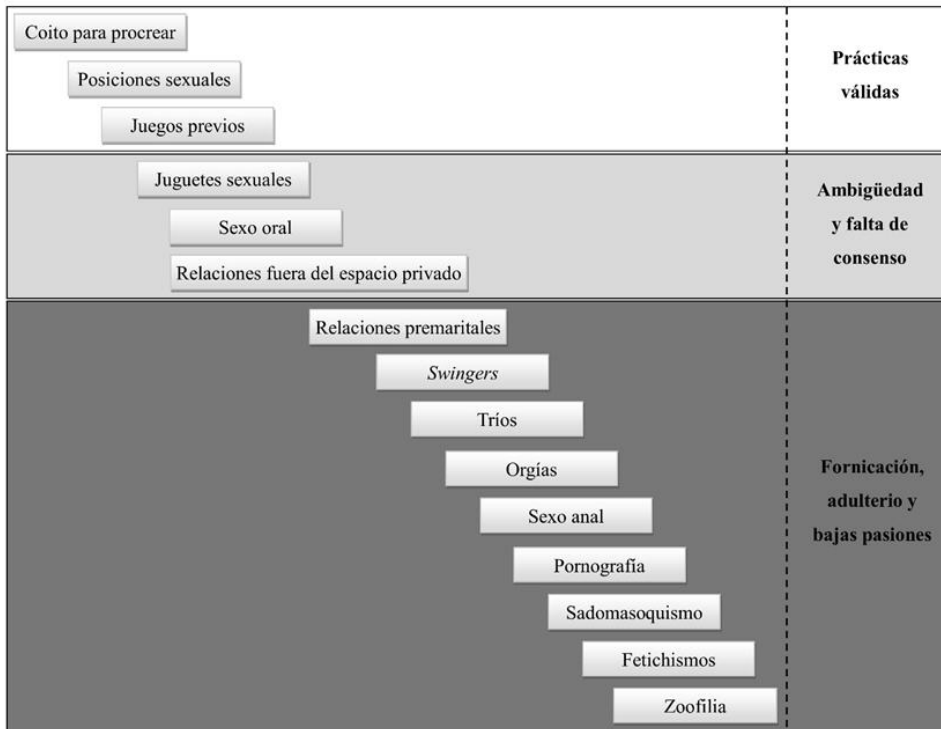 Coito para procrear
Posiciones sexuales
Juegos previos
Prácticas
válidas
Juguetes sexuales
Sexo oral
Relaciones fuera del espacio privado
Ambigüedad
y falta de
consenso
Relaciones premaritales
Swingers
Tríos
Orgías
Sexo anal
Pornografía
Sadomasoquismo
Fetichismos
Zoofilia
Fornicación,
adulterio y
bajas pasiones